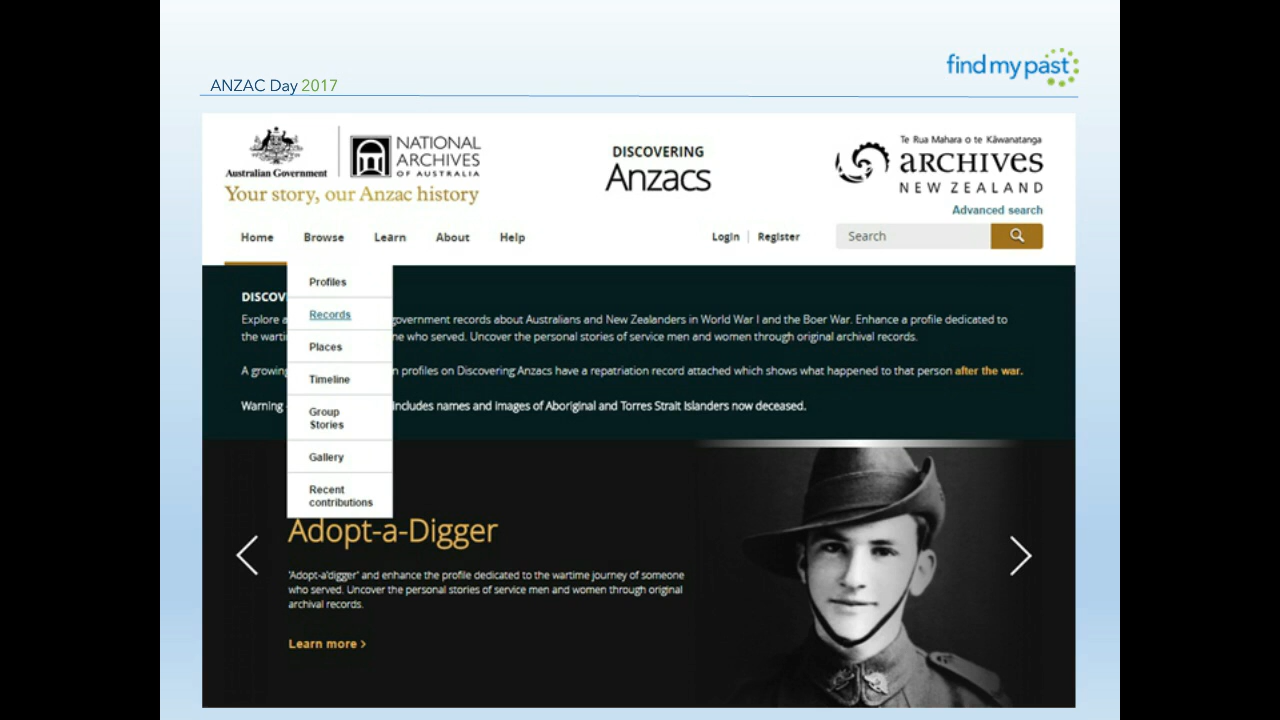 ANZAC Day 2017
findmypast
Australian Government
NATIONAL
ARCHIVES
OF AUSTRALIA
Your story, our Anzac history
DISCOVERING
Anzacs
Te Rua Mahara o te Kāwanatanga
ARCHIVES
NEW ZEALAND
Advanced search
Home Browse Learn About Help Login Register Search
Profiles
Records
Places
Timeline
Group
Stories
Gallery
Recent
contributions
DISCOV
Explore a government records about Australians and New Zealanders in World War I and the Boer War. Enhance a profile dedicated to
the warti ne who served. Uncover the personal stories of service men and women through original archival records.
A growing n profiles on Discovering Anzacs have a repatriation record attached which shows what happened to that person after the war.
Warning includes names and images of Aboriginal and Torres Strait Islanders now deceased.
Adopt-a-Digger
'Adopt-a'digger' and enhance the profile dedicated to the wartime journey of someone
who served. Uncover the personal stories of service men and women through original
archival records.
Learn more >